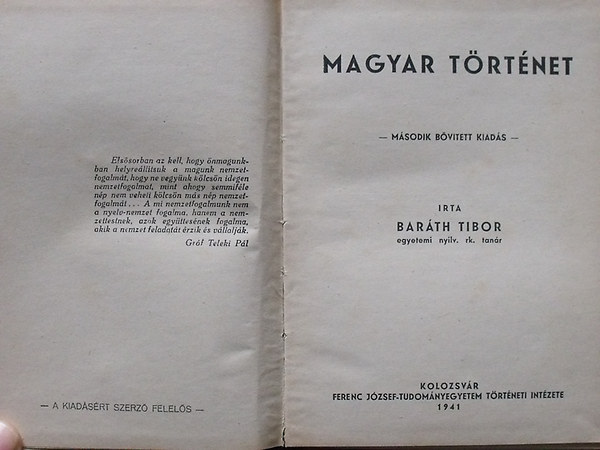 Elsősorban az kell, hogy önmagunk-
ban helyreállítsuk a magunk nemzet-
fogalmát, hogy ne vegyünk kölcsön idegen
nemzetfogalmat, mint ahogy semmiféle
nép nem veheti kölcsön más nép nemzet-
fogalmát... A mi nemzetfogalmunk nem
a nyelv-nemzet fogalma, hanem a nem-
zettestnek, azok együttesének fogalma,
akik a nemzet feladatát érzik és vállalják.
Gróf Teleki Pál
— A KIADÁSÉRT SZERZŐ FELELŐS —
MAGYAR TÖRTÉNET
— MÁSODIK BŐVITETT KIADÁS —
IRTA
BARÁTH TIBOR
egyetemi nyilv. rk. tanár
KOLOZSVÁR
FERENC JÓZSEF-TUDOMÁNYEGYETEM TÖRTÉNETI INTÉZETE
1941